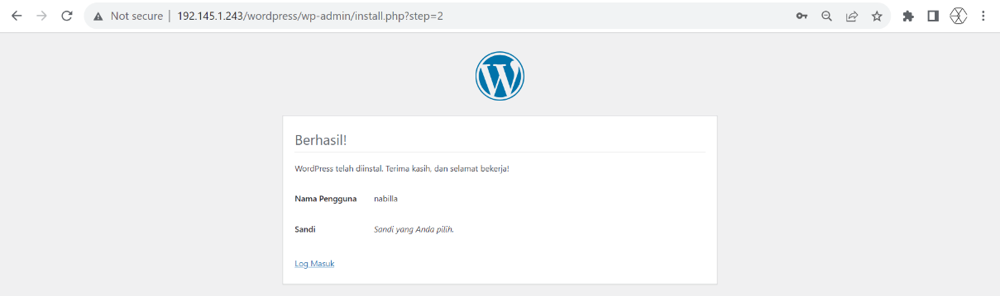 Not secure | 192.145.1.243/wordpress/wp-admin/install.php?step=2
W
Berhasil!
WordPress telah diinstal. Terima kasih, dan selamat bekerja!
Nama Pengguna nabilla
Sandi Sandi yang Anda pilih.
Log Masuk